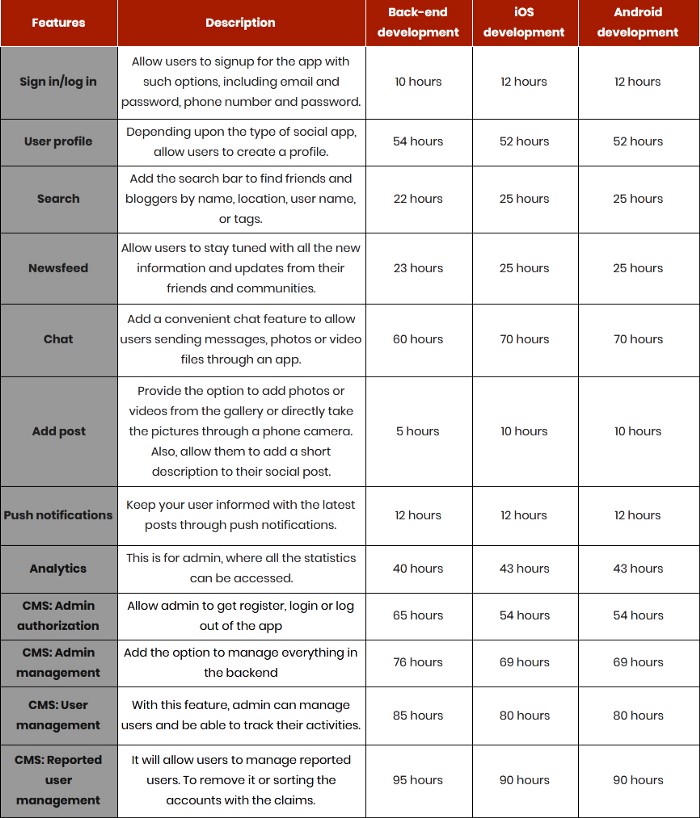 Features
Description
Back-end
development
iOS
development
Android
development
Sign in/log in
Allow users to signup for the app with
such options, including email and
password, phone number and password.
10 hours
12 hours
12 hours
User profile
Depending upon the type of social app,
allow users to create a profile.
54 hours
52 hours
52 hours
Search
Add the search bar to find friends and
bloggers by name, location, user name,
or tags.
22 hours
25 hours
25 hours
Newsfeed
Allow users to stay tuned with all the new
information and updates from their
friends and communities.
23 hours
25 hours
25 hours
Chat
Add a convenient chat feature to allow
users sending messages, photos or video
files through an app.
60 hours
70 hours
70 hours
Add post
Provide the option to add photos or
videos from the gallery or directly take
the pictures through a phone camera.
Also, allow them to add a short
description to their social post.
5 hours
10 hours
10 hours
Push notifications
Keep your user informed with the latest
posts through push notifications.
12 hours
12 hours
12 hours
Analytics
This is for admin, where all the statistics
can be accessed.
40 hours
43 hours
43 hours
CMS: Admin
authorization
Allow admin to get register, login or log
out of the app
65 hours
54 hours
54 hours
CMS: Admin
management
Add the option to manage everything in
the backend
76 hours
69 hours
69 hours
CMS: User
management
With this feature, admin can manage
users and be able to track their activities.
85 hours
80 hours
80 hours
CMS: Reported
user
management
It will allow users to manage reported
users. To remove it or sorting the
accounts with the claims.
95 hours
90 hours
90 hours